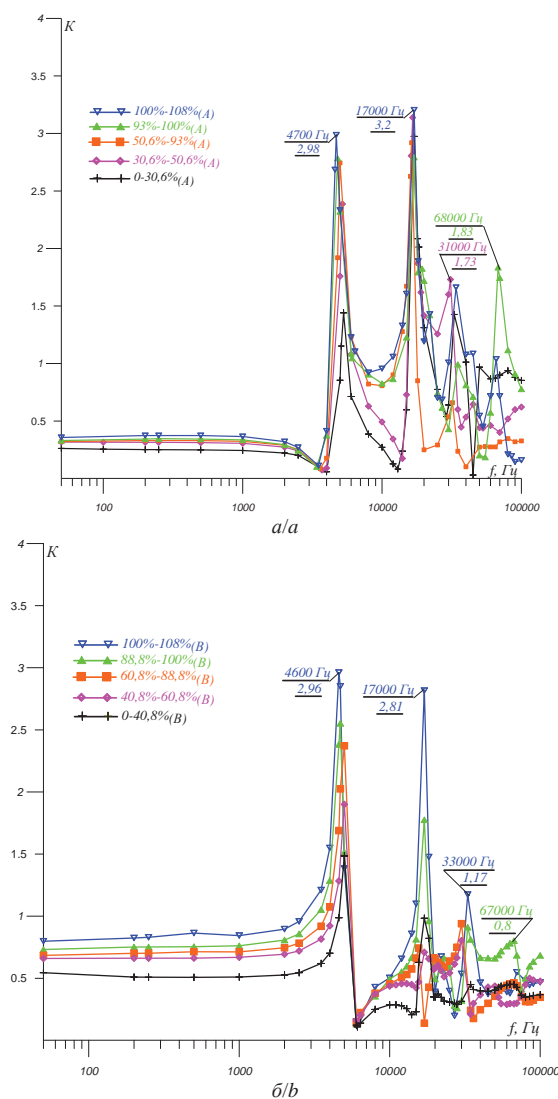 4
K
3.5
100%-108%(A)
93%-100%(A)
50,6%-93%(A)
30,6%-50,6%(A)
0-30,6%(A)
17000 Гц
3,2
4700 Гц
2,98
3
2.5
68000 Гц
1,83
31000 Гц
1,73
2
1.5
1
0.5
f, Гц
100
1000
10000
100000
а/a
4
K
3.5
100%-108%(B)
88,8%-100%(B)
60,8%-88,8%(B)
40,8%-60,8%(B)
0-40,8%(B)
4600 Гц
2,96
17000 Гц
2,81
3
2.5
2
1.5
33000 Гц
1,17
67000 Гц
0,8
1
0.5
f, Гц
100
1000
10000
100000
б/b